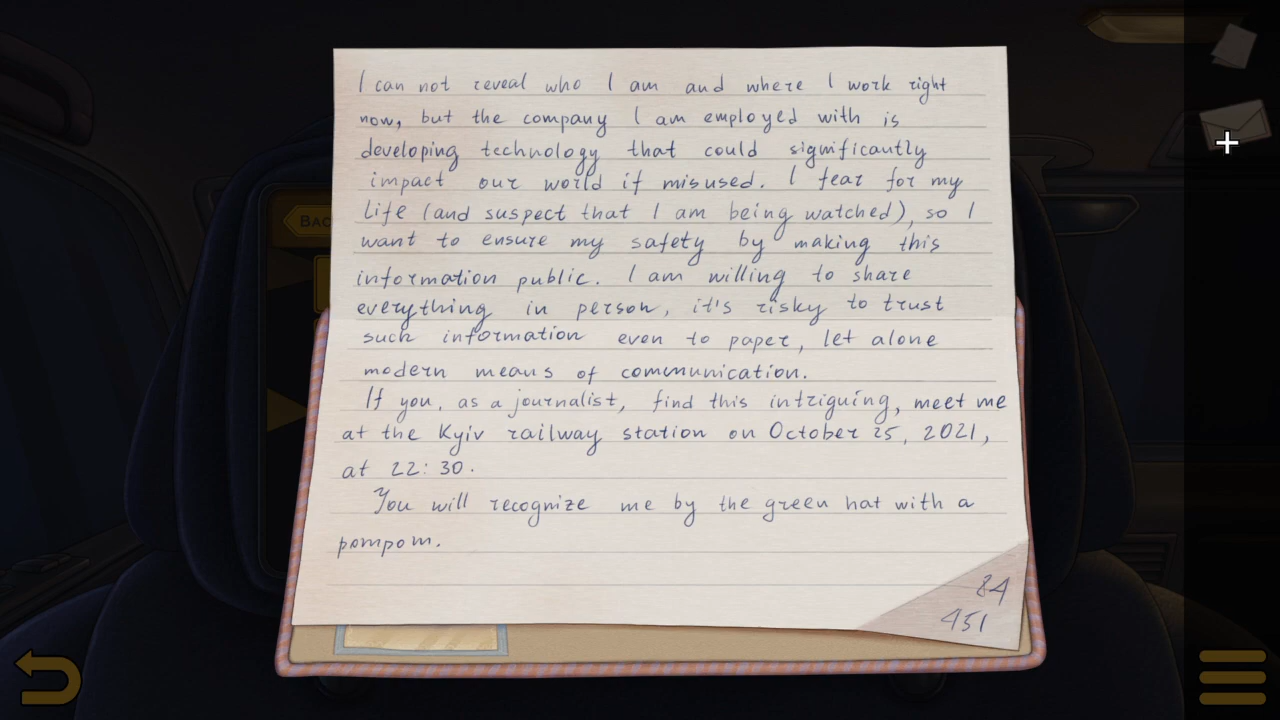 I can not reveal who I am and where I work right
now, but the company I am employed with is
developing technology that could significantly
impact our world if misused. I fear for my
life (and suspect that I am being watched), so I
want to ensure my safety by making this
information public. I am willing to share
everything in person, it's risky to trust
such information even to paper, let alone
modern means of communication.
If you, as a journalist, find this intriguing, meet me
at the Kyiv railway station on October 25, 2021,
at 22:30.
You will recognize me by the green hat with a
pompom.
84
451
BAC